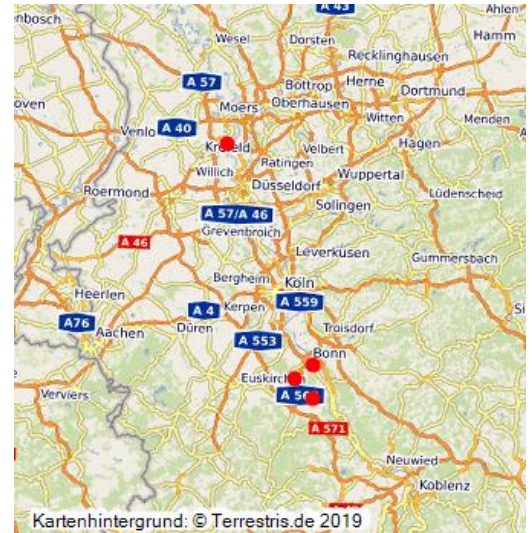 enbosch
A 43
Ahlen
Wesel
Dorsten
Hamm
Recklinghausen
A 57
Bottrop
Herne
Dortmund
oven
Moers
Oberhausen
A 40
Witten
Menden
Venlo
Velbert
Hagen
Ratingen
Willich
Wuppertal
Roermond
Düsseldorf
Lüdenscheid
A 57/A 46
Solingen
Grevenbroich
A 46
Leverkusen
Gummersbach
Bergheim
Köln
Heerlen
A 4
Kerpen
A 559
Si
A76
Düren
Troisdorf
Aachen
A 553
Bonn
Euskirchen
Verviers
A 571
Neuwied
Koblenz
Kartenhintergrund: © Terrestris.de 2019